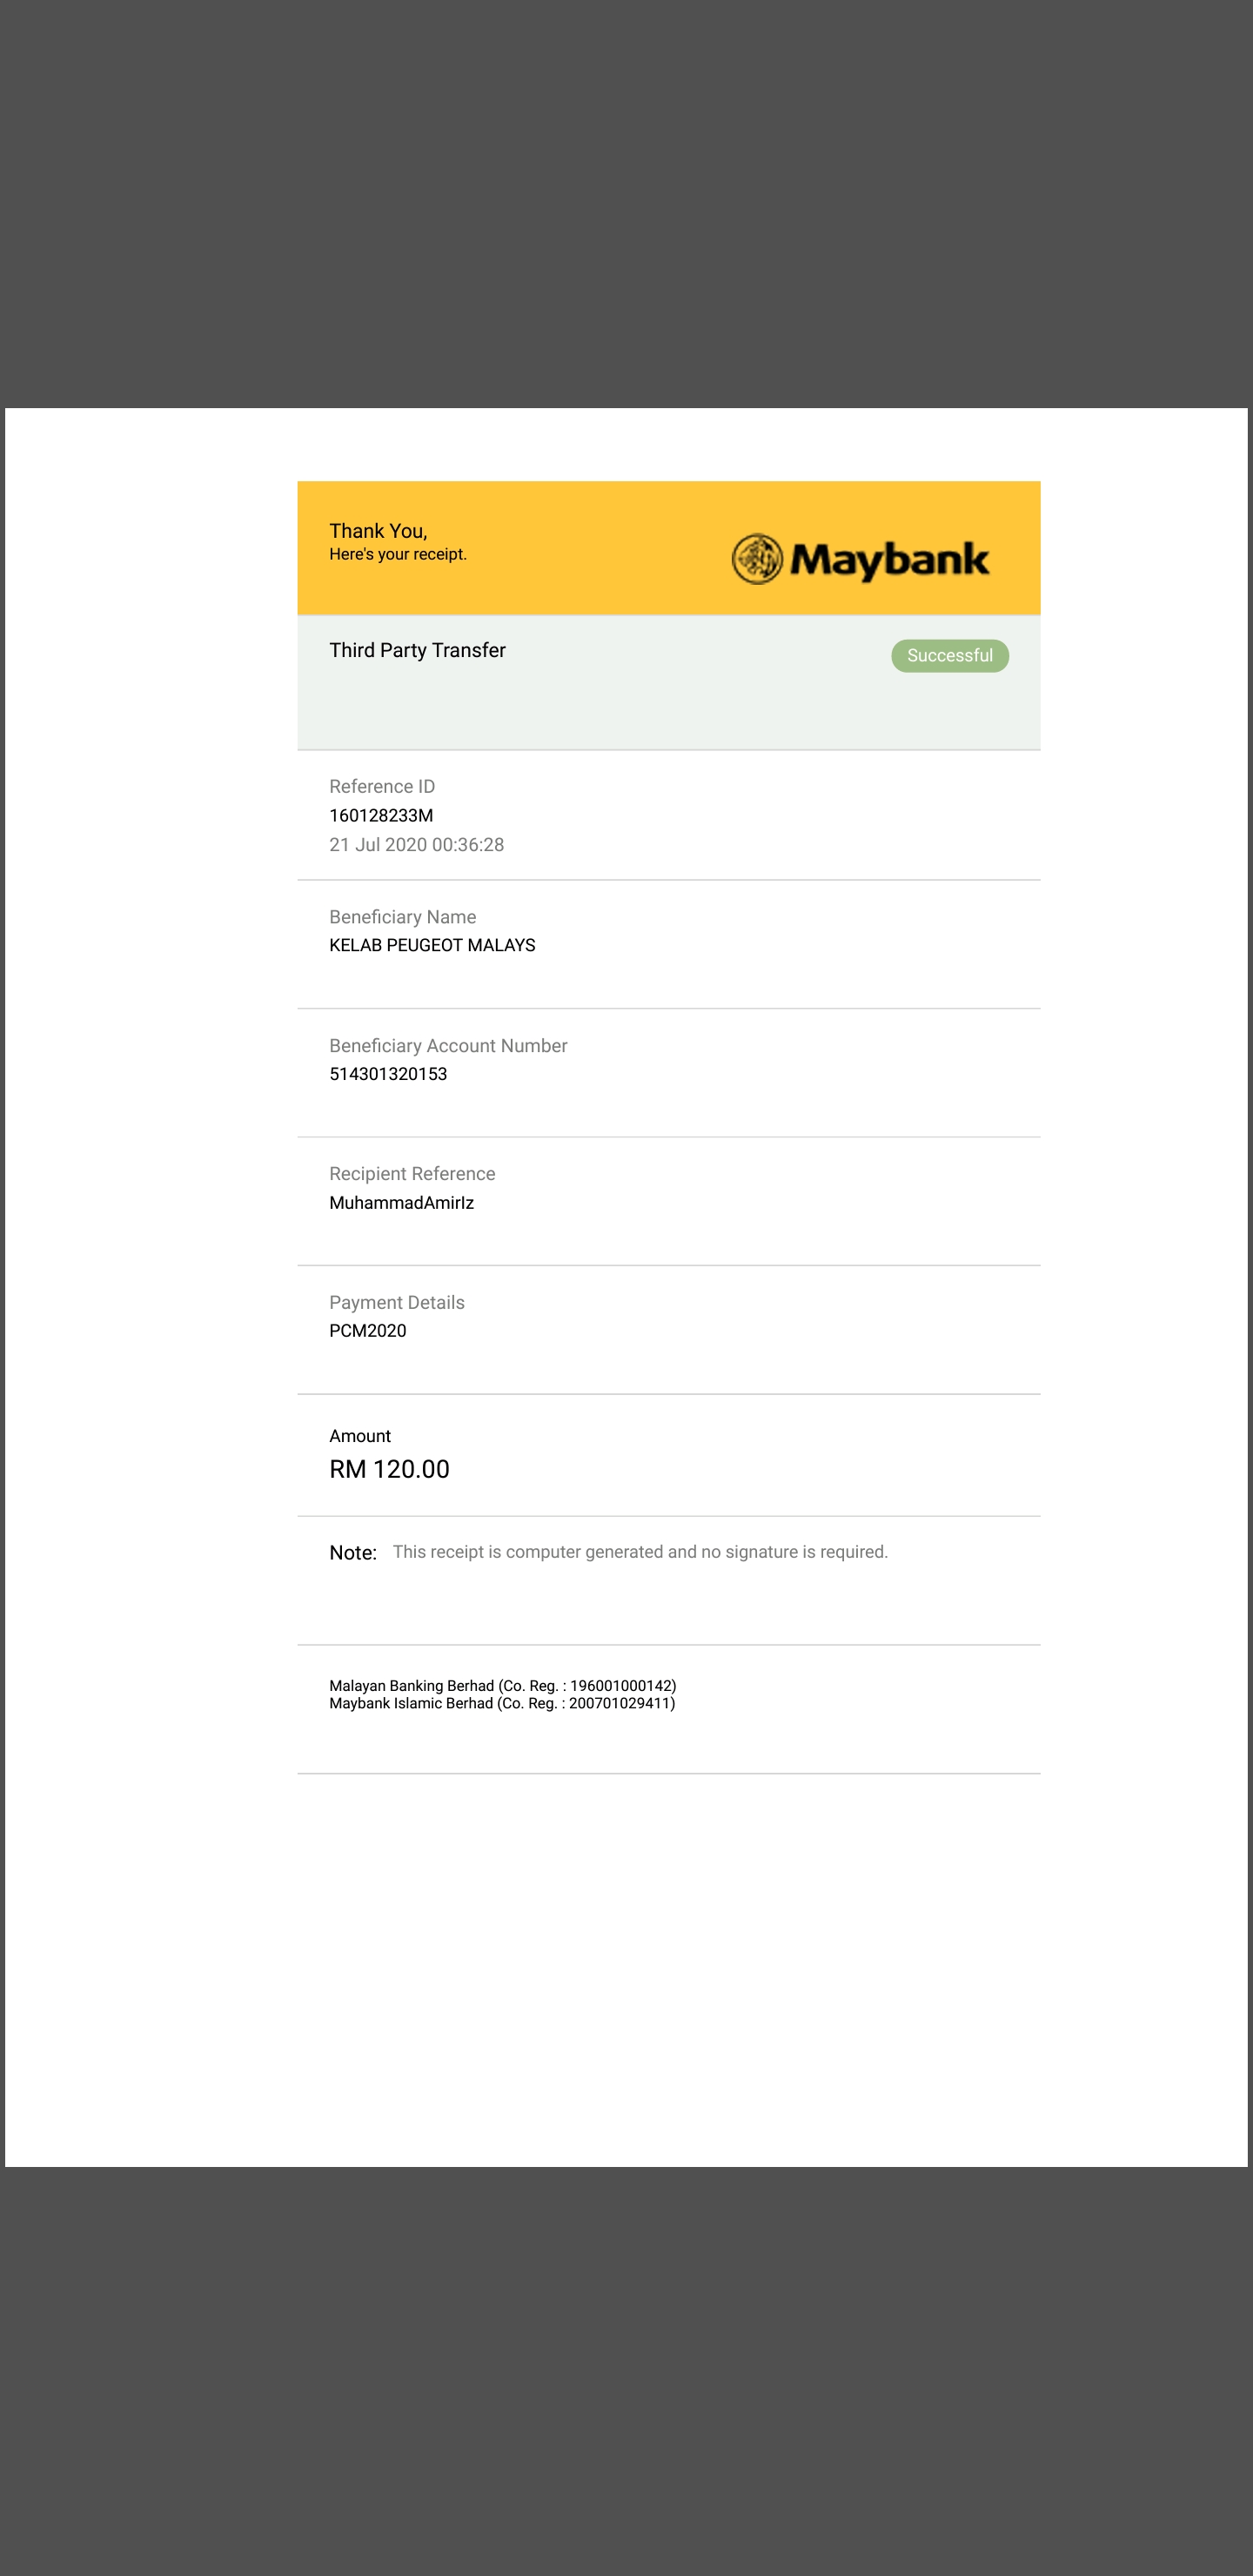 Thank You,
Here's your receipt.
Maybank
Third Party Transfer
Successful
Reference ID
160128233M
21 Jul 2020 00:36:28
Beneficiary Name
KELAB PEUGEOT MALAYS
Beneficiary Account Number
514301320153
Recipient Reference
MuhammadAmirIz
Payment Details
PCM2020
Amount
RM 120.00
Note: This receipt is computer generated and no signature is required.
Malayan Banking Berhad (Co. Reg. : 196001000142)
Maybank Islamic Berhad (Co. Reg. : 200701029411)